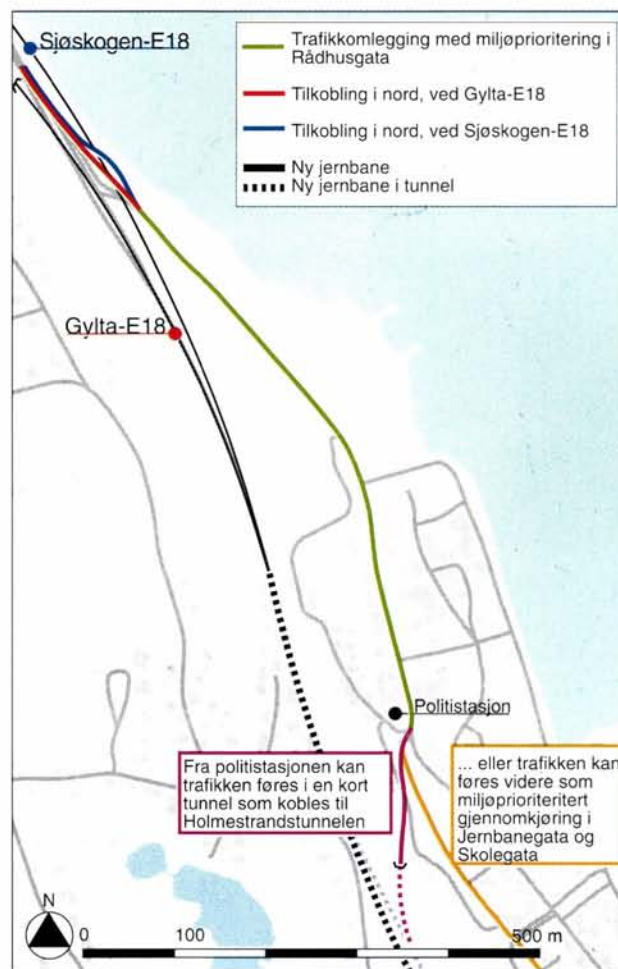 Sjøskogen-E18
Trafikkomlegging med miljøprioritering i
Rådhusgata
Tilkobling i nord, ved Gylta-E18
Tilkobling i nord, ved Sjøskogen-E18
Ny jernbane
Ny jernbane i tunnel
Gylta-E18
Politistasjon
Fra politistasjonen kan
trafikken føres i en kort
tunnel som kobles til
Holmestrandstunnelen
... eller trafikken kan
føres videre som
miljøprioriteritert
gjennomkjøring i
Jernbanegata og
Skolegata
N
0 100 500 m